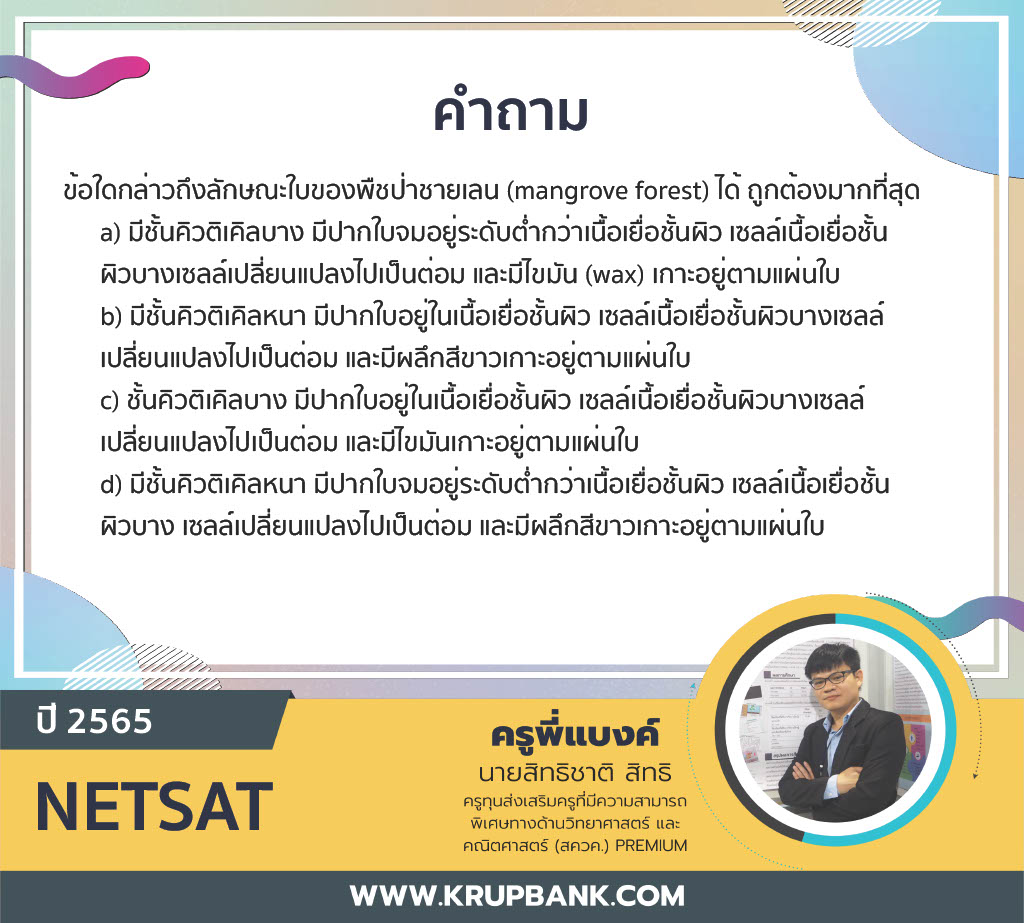 คำถาม
ข้อใดกล่าวถึงลักษณะใบของพืชป่าชายเลน (mangrove forest) ได้ ถูกต้องมากที่สุด
a) มีชั้นคิวติเคิลบาง มีปากใบจมอยู่ระดับต่ำกว่าเนื้อเยื่อชั้นผิว เซลล์เนื้อเยื่อชั้น
ผิวบางเซลล์เปลี่ยนแปลงไปเป็นต่อม และมีไขมัน (wax) เกาะอยู่ตามแผ่นใบ
b) มีชั้นคิวติเคิลหนา มีปากใบอยู่ในเนื้อเยื่อชั้นผิว เซลล์เนื้อเยื่อชั้นผิวบางเซลล์
เปลี่ยนแปลงไปเป็นต่อม และมีผลึกสีขาวเกาะอยู่ตามแผ่นใบ
c) ชั้นคิวติเคิลบาง มีปากใบอยู่ในเนื้อเยื่อชั้นผิว เซลล์เนื้อเยื่อชั้นผิวบางเซลล์
เปลี่ยนแปลงไปเป็นต่อม และมีไขมันเกาะอยู่ตามแผ่นใบ
d) มีชั้นคิวติเคิลหนา มีปากใบจมอยู่ระดับต่ำกว่าเนื้อเยื่อชั้นผิว เซลล์เนื้อเยื่อชั้น
ผิวบาง เซลล์เปลี่ยนแปลงไปเป็นต่อม และมีผลึกสีขาวเกาะอยู่ตามแผ่นใบ
ปี 2565
NETSAT
ครูพี่แบงค์
นายสิทธิชาติ สิทธิ
ครูทุนส่งเสริมครูที่มีความสามารถ
พิเศษทางด้านวิทยาศาสตร์ และ
คณิตศาสตร์ (สควค.) PREMIUM
WWW.KRUPBANK.COM